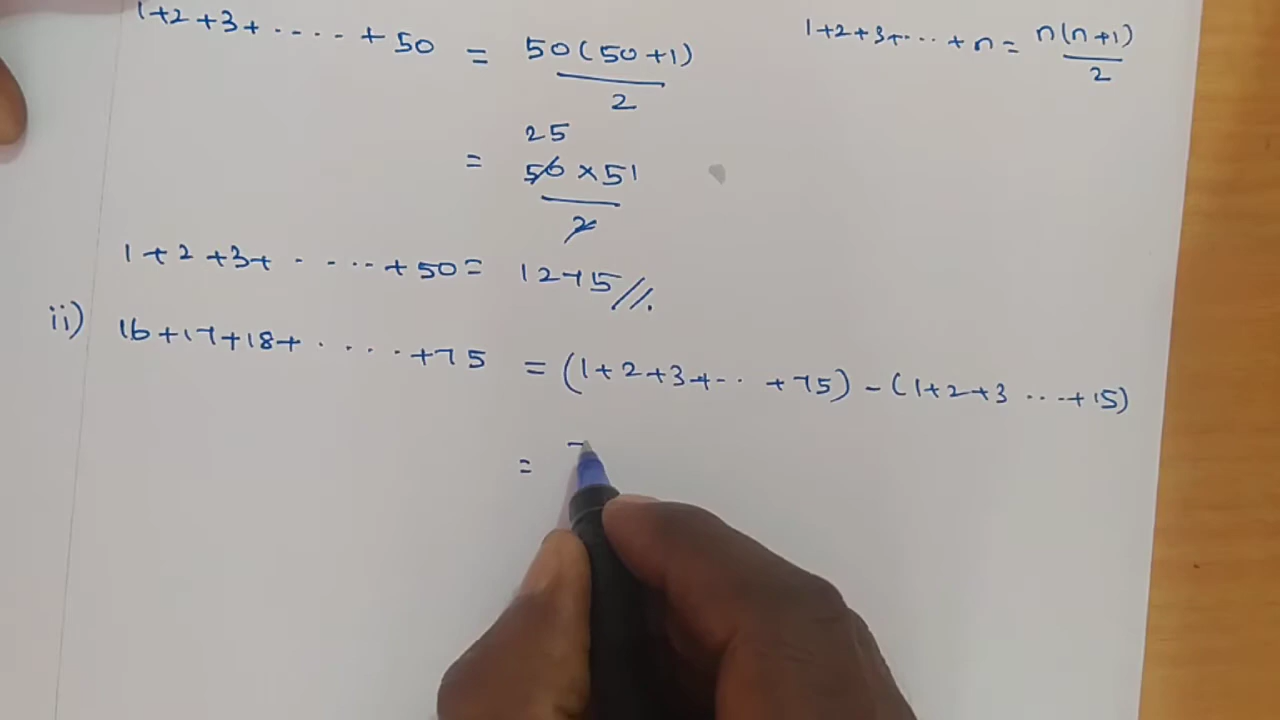 1+2+3+.....+50 = 50(50+1)/2
1+2+3+...+n = n(n+1)/2
25
= 50×51/2
1+2+3+.....+50 = 1275//.
ii) 16+17+18+.....+75 = (1+2+3+...+75)-(1+2+3...+15)
=